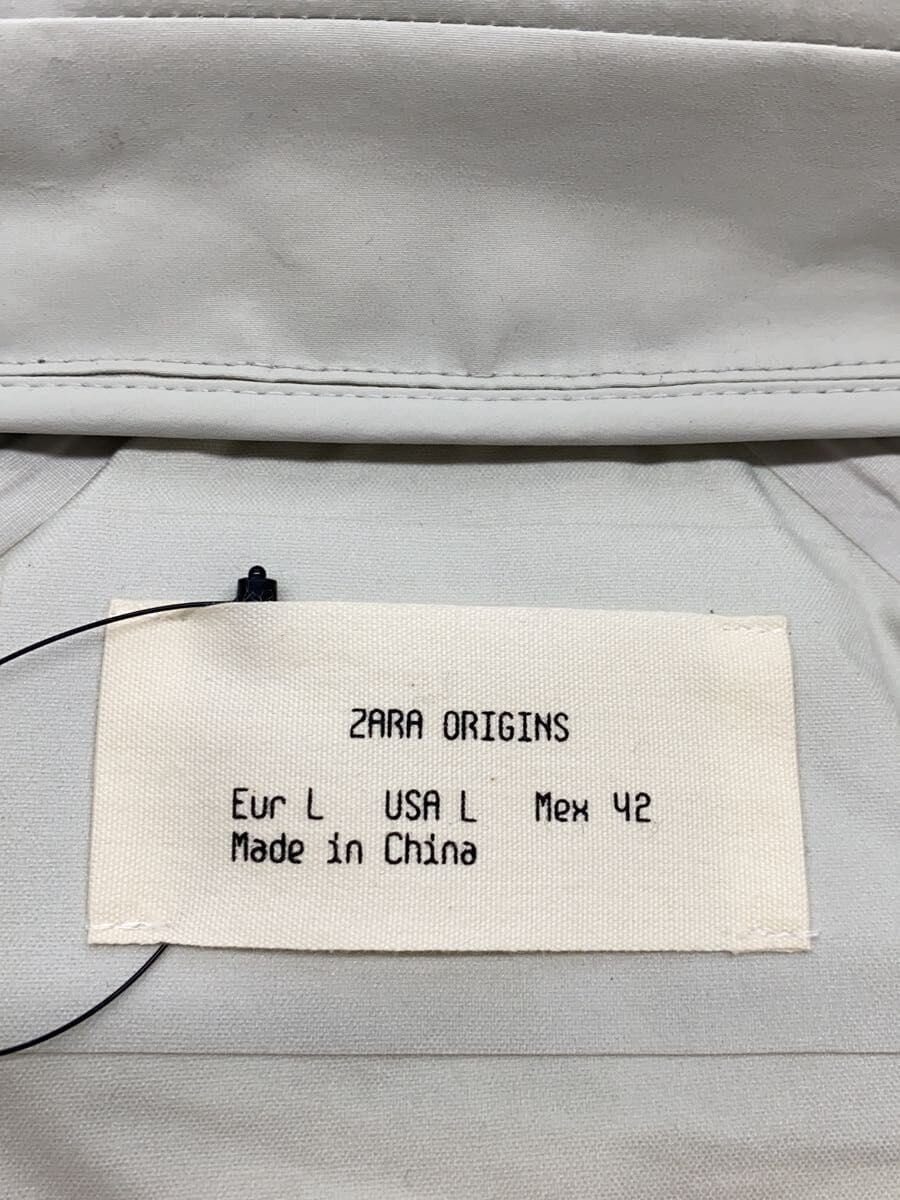 ZARA ORIGINS
Eur L USA L Mex 42
Made in China